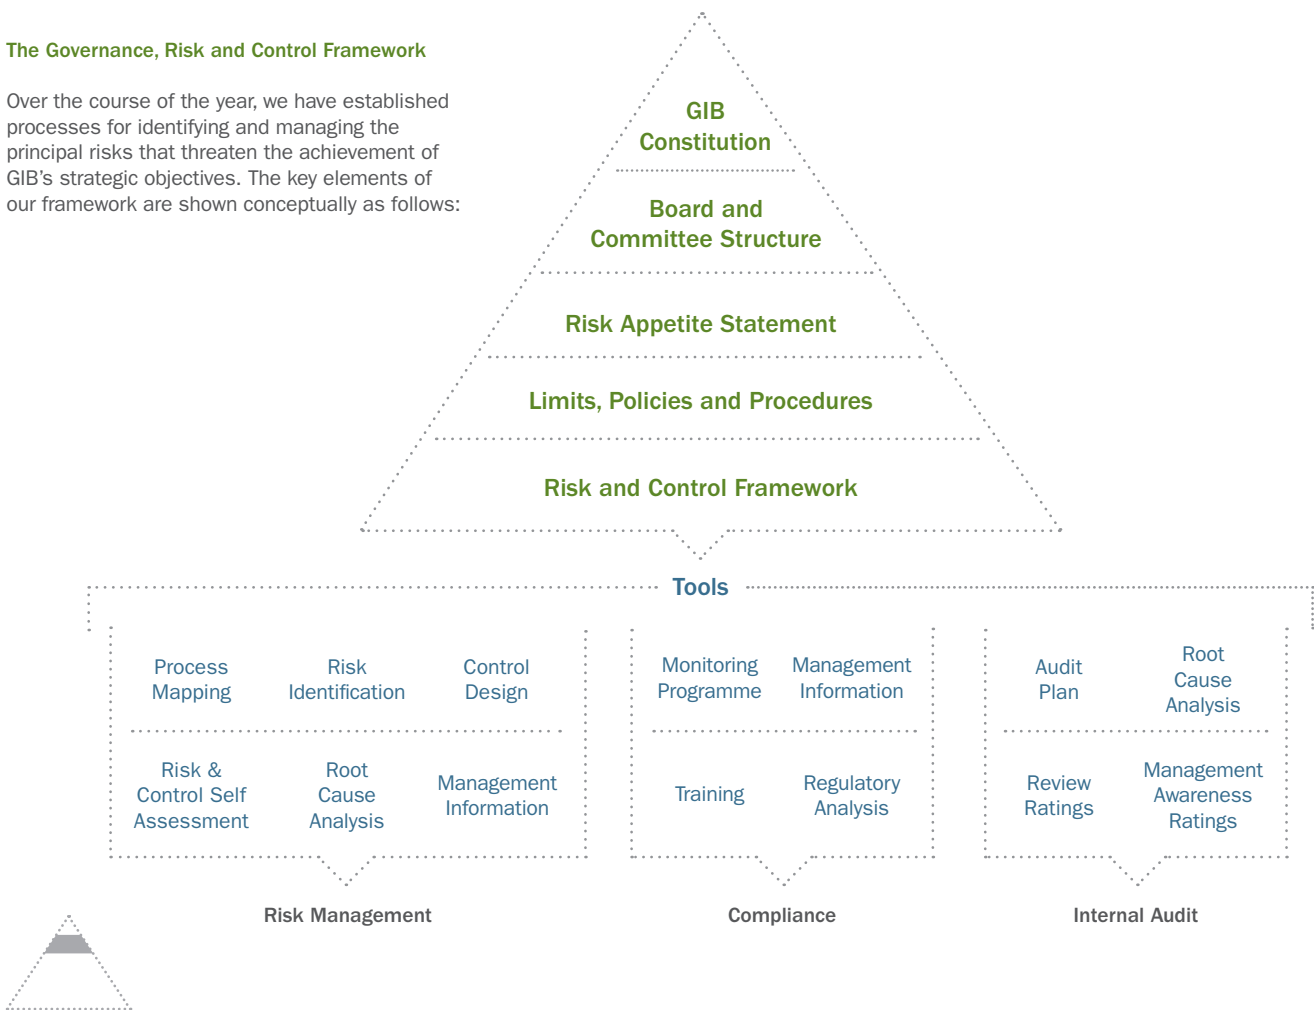 The Governance, Risk and Control Framework
Over the course of the year, we have established
processes for identifying and managing the
principal risks that threaten the achievement of
GIB's strategic objectives. The key elements of
our framework are shown conceptually as follows:
GIB
Constitution
Board and
Committee Structure
Risk Appetite Statement
Limits, Policies and Procedures
Risk and Control Framework
Tools
Process
Mapping
Risk
Identification
Control
Design
Risk &
Control Self
Assessment
Root
Cause
Analysis
Management
Information
Risk Management
Monitoring
Programme
Management
Information
Training
Regulatory
Analysis
Compliance
Audit
Plan
Root
Cause
Analysis
Review
Ratings
Management
Awareness
Ratings
Internal Audit